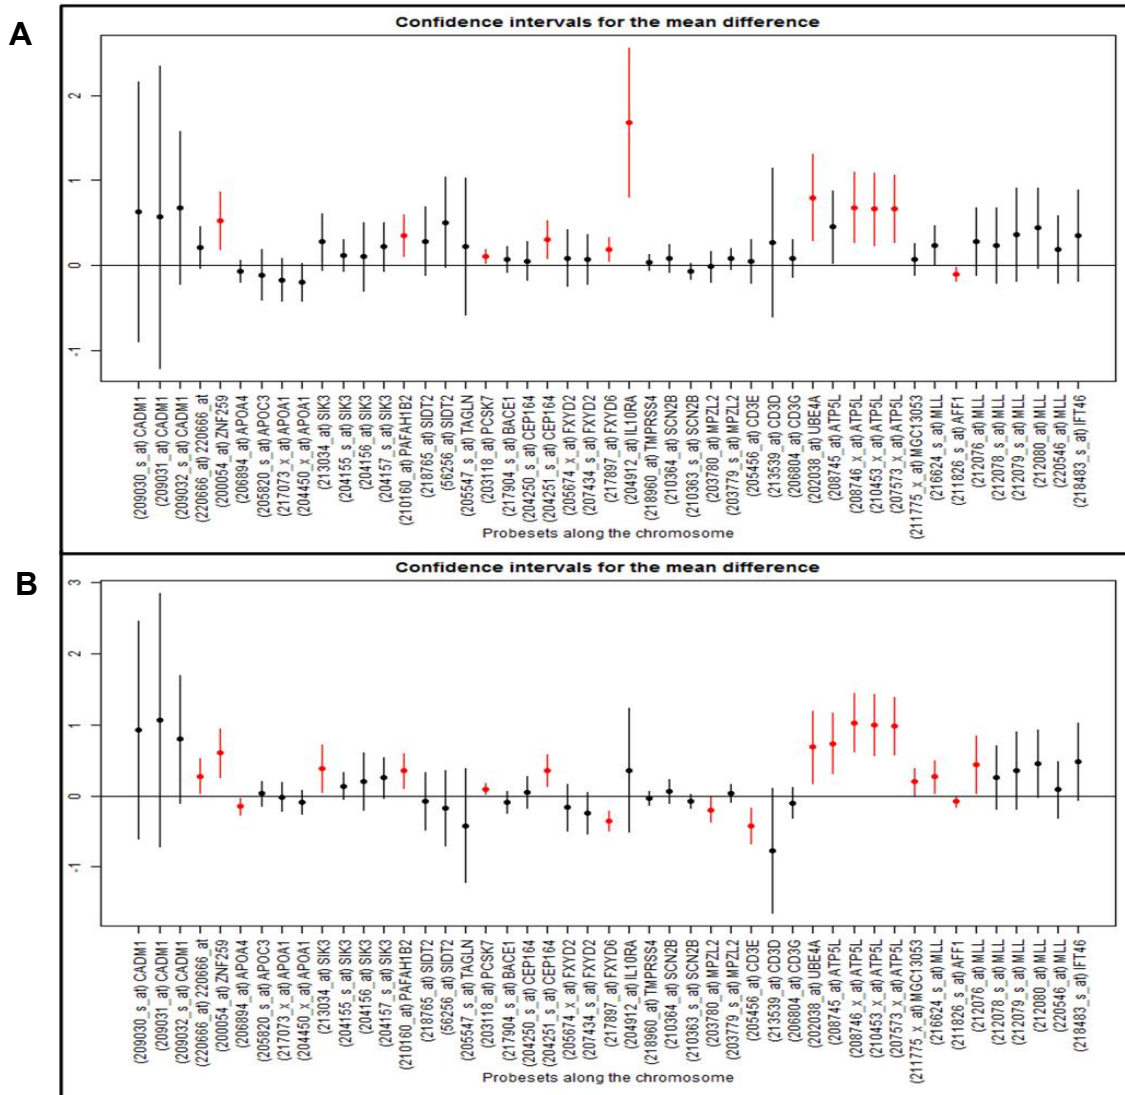 A
Confidence intervals for the mean difference
2
1
0
-1
(209030_s_at) CADM1
(209031_at) CADM1
(209032_s_at) CADM1
(220666_at) 220666_at
(200054_at) ZNF259
(206894_at) APOA4
(205820_s_at) APOC3
(217073_x_at) APOA1
(204450_x_at) APOA1
(213034_at) SIK3
(204155_s_at) SIK3
(204156_at) SIK3
(204157_s_at) SIK3
(210160_at) PAFAH1B2
(218765_at) SIDT2
(56256_at) SIDT2
(205547_s_at) TAGLN
(203118_at) PCSK7
(217904_s_at) BACE1
(204250_s_at) CEP164
(204251_s_at) CEP164
(205674_x_at) FXYD2
(207434_s_at) FXYD2
(217897_at) FXYD6
(204912_at) IL10RA
(218960_at) TMPRSS4
(210364_at) SCN2B
(210363_s_at) SCN2B
(203780_at) MPZL2
(203779_s_at) MPZL2
(205456_at) CD3E
(213539_at) CD3D
(206804_at) CD3G
(202038_at) UBE4A
(208745_at) ATP5L
(208746_x_at) ATP5L
(210453_x_at) ATP5L
(207573_x_at) ATP5L
(211775_x_at) MGC13053
(216624_s_at) MLL
(211826_s_at) AFF1
(212076_at) MLL
(212078_s_at) MLL
(212079_s_at) MLL
(212080_at) MLL
(220546_at) MLL
(218483_s_at) IFT46
Probesets along the chromosome
B
Confidence intervals for the mean difference
3
2
1
0
-1
(209030_s_at) CADM1
(209031_at) CADM1
(209032_s_at) CADM1
(220666_at) 220666_at
(200054_at) ZNF259
(206894_at) APOA4
(205820_s_at) APOC3
(217073_x_at) APOA1
(204450_x_at) APOA1
(213034_at) SIK3
(204155_s_at) SIK3
(204156_at) SIK3
(204157_s_at) SIK3
(210160_at) PAFAH1B2
(218765_at) SIDT2
(56256_at) SIDT2
(205547_s_at) TAGLN
(203118_at) PCSK7
(217904_s_at) BACE1
(204250_s_at) CEP164
(204251_s_at) CEP164
(205674_x_at) FXYD2
(207434_s_at) FXYD2
(217897_at) FXYD6
(204912_at) IL10RA
(218960_at) TMPRSS4
(210364_at) SCN2B
(210363_s_at) SCN2B
(203780_at) MPZL2
(203779_s_at) MPZL2
(205456_at) CD3E
(213539_at) CD3D
(206804_at) CD3G
(202038_at) UBE4A
(208745_at) ATP5L
(208746_x_at) ATP5L
(210453_x_at) ATP5L
(207573_x_at) ATP5L
(211775_x_at) MGC13053
(216624_s_at) MLL
(211826_s_at) AFF1
(212076_at) MLL
(212078_s_at) MLL
(212079_s_at) MLL
(212080_at) MLL
(220546_at) MLL
(218483_s_at) IFT46
Probesets along the chromosome